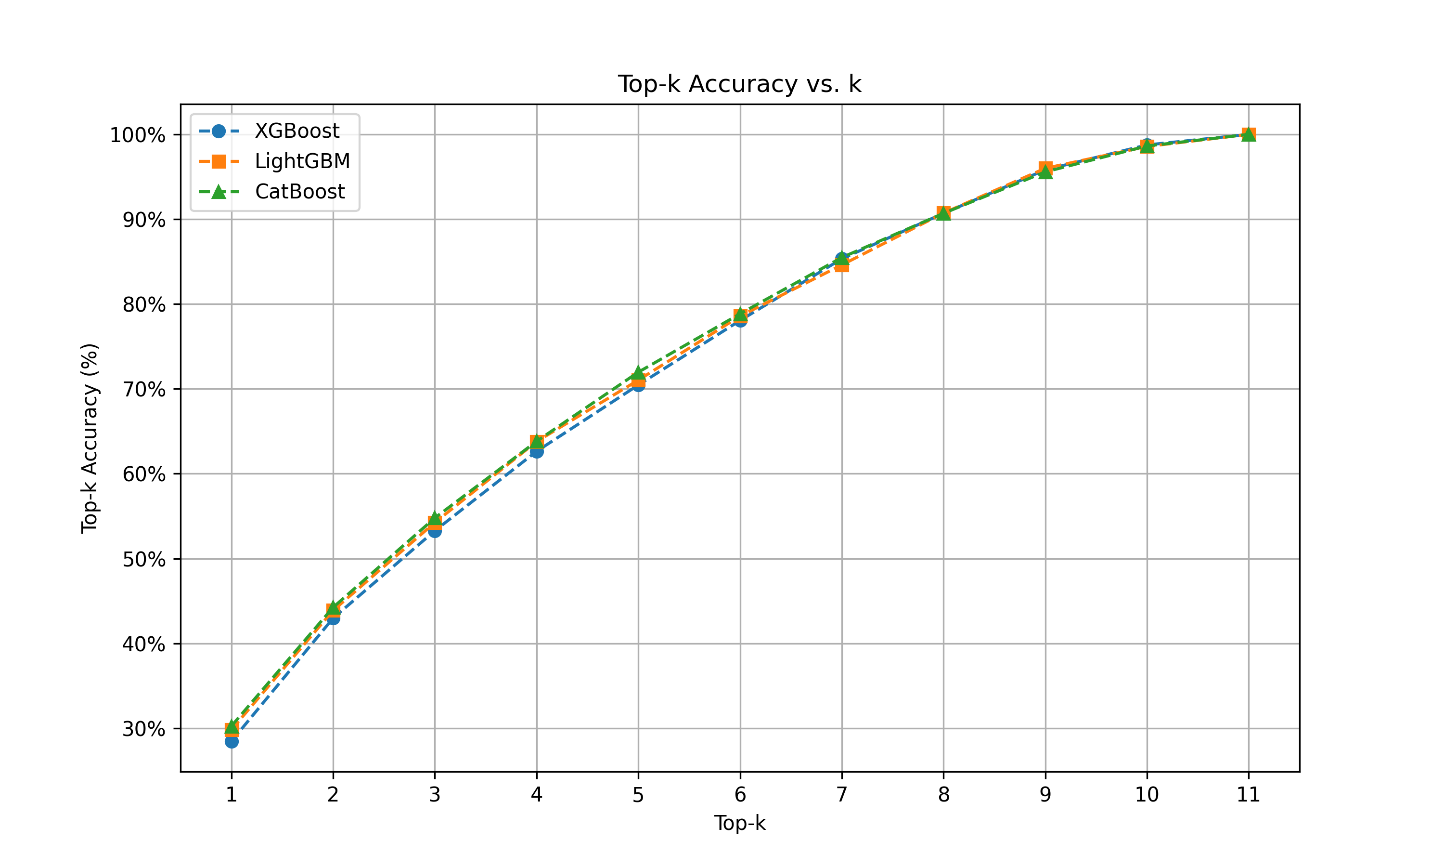 Top-k Accuracy vs. k
XGBoost
LightGBM
CatBoost
100%
90%
80%
70%
60%
50%
40%
30%
Top-k Accuracy (%)
1 2 3 4 5 6 7 8 9 10 11
Top-k